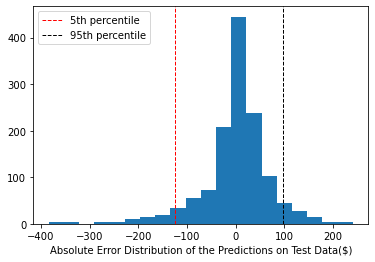 5th percentile
95th percentile
400
300
200
100
0
−400 −300 −200 −100 0 100 200
Absolute Error Distribution of the Predictions on Test Data($)